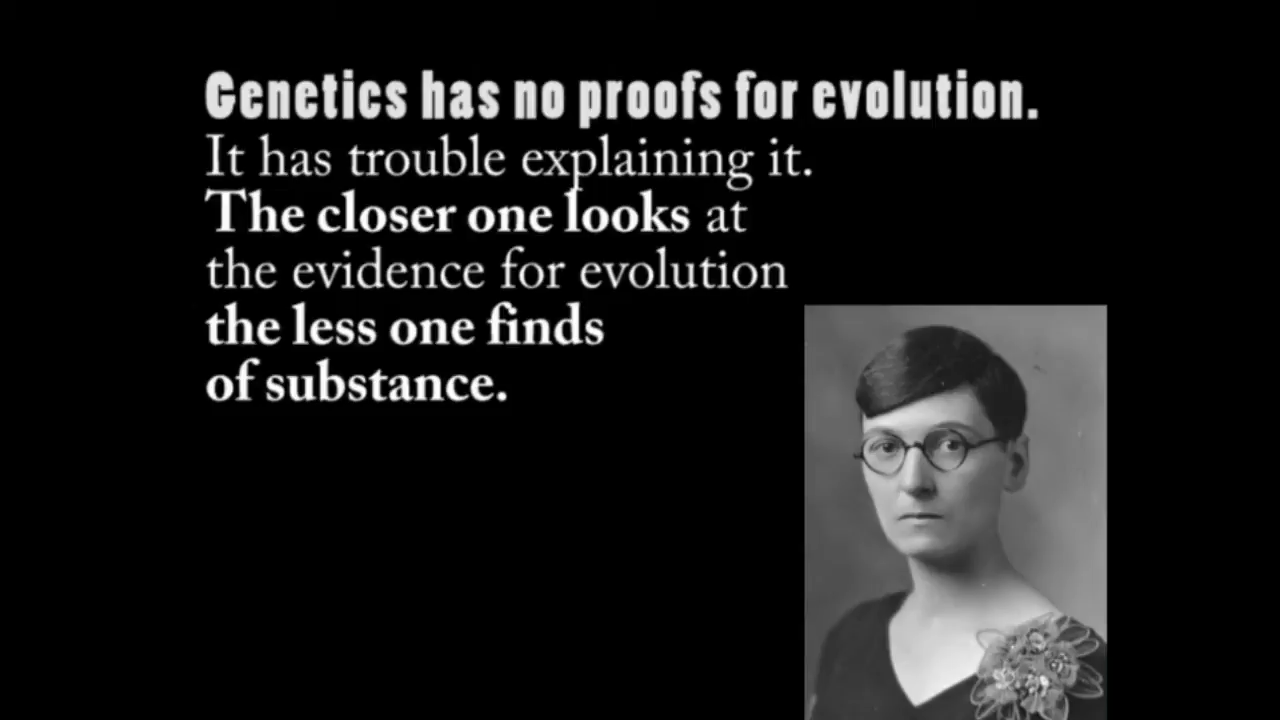 Genetics has no proofs for evolution.
It has trouble explaining it.
The closer one looks at
the evidence for evolution
the less one finds
of substance.